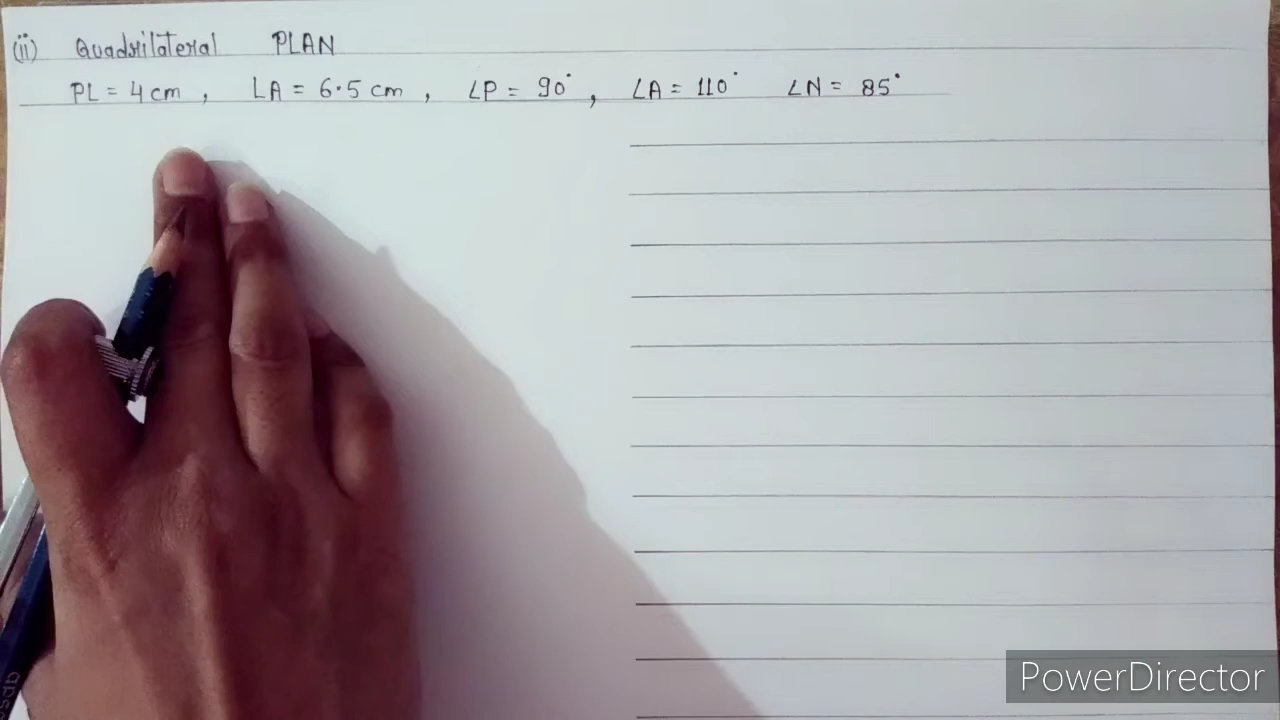 (ii) Quadrilateral PLAN
PL = 4 cm , LA = 6.5 cm , ∠P = 90° , ∠A = 110° ∠N = 85°
PowerDirector